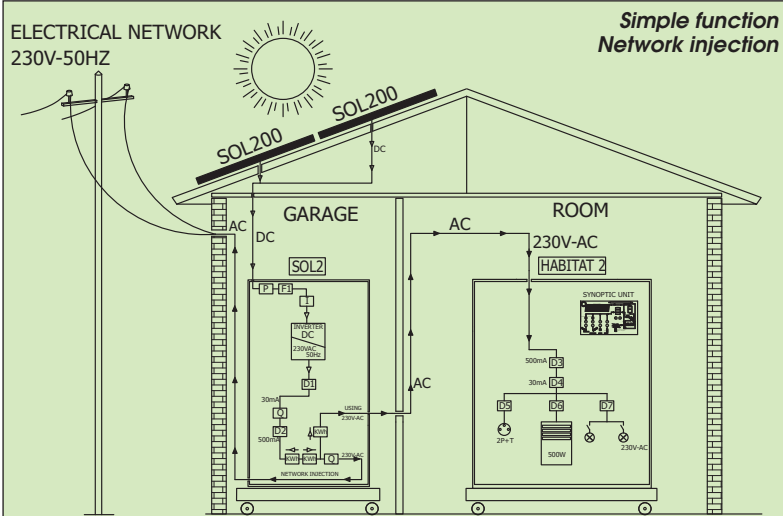 ELECTRICAL NETWORK
230V-50HZ
Simple function
Network injection
SOL200
SOL200
DC
AC
DC
GARAGE
ROOM
AC
230V-AC
SOL2
HABITAT 2
P
F1
I
SYNOPTIC UNIT
INVERTER
DC
230VAC
50Hz
D1
500mA
D3
30mA
D4
AC
30mA
Q
USING
230V-AC
D5
D6
D7
D2
500mA
KWh
2P+T
230V-AC
500W
KWh
KWh
Q
230V-AC
NETWORK INJECTION